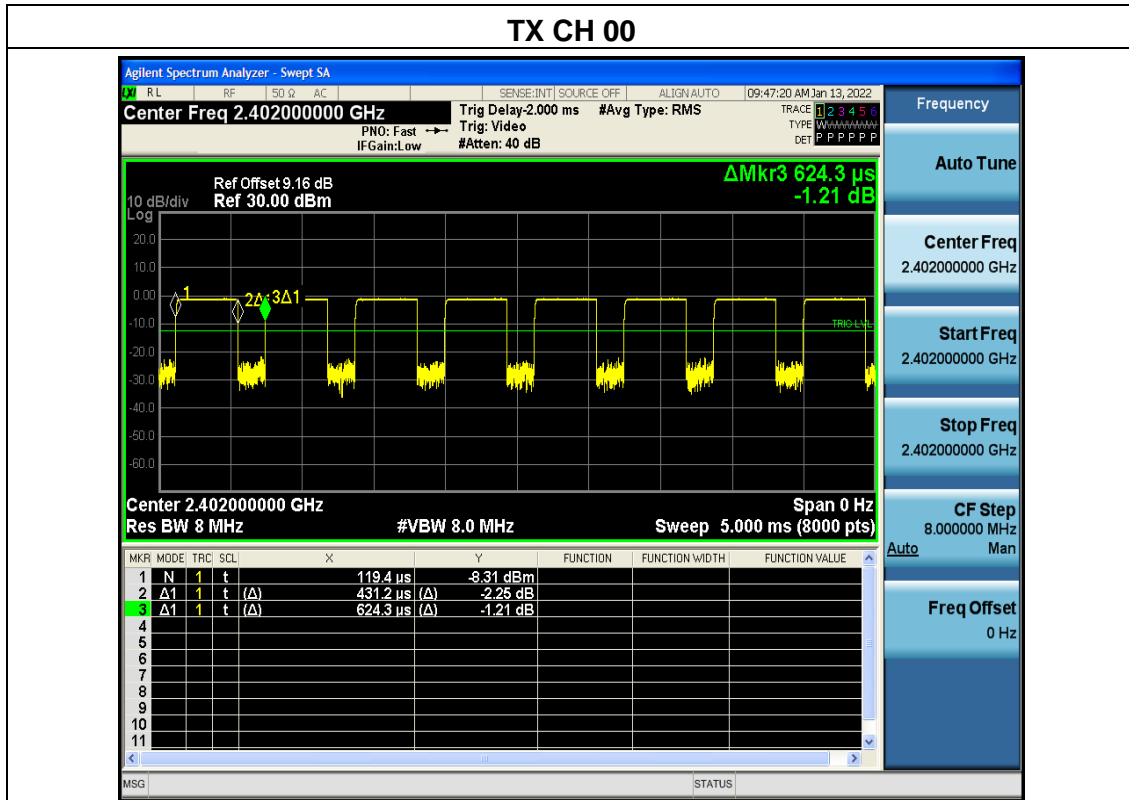 TX CH 00
Agilent Spectrum Analyzer - Swept SA
LXI RL RF 50 Ω AC SENSE:INT SOURCE OFF ALIGN AUTO 09:47:20 AM Jan 13, 2022
Center Freq 2.402000000 GHz
PNO: Fast
IFGain:Low
Trig Delay-2.000 ms
Trig: Video
#Atten: 40 dB
#Avg Type: RMS
TRACE 1 2 3 4 5 6
TYPE WWWWWWW
DET P P P P P P
Frequency
Auto Tune
Center Freq
2.402000000 GHz
Start Freq
2.402000000 GHz
Stop Freq
2.402000000 GHz
CF Step
8.000000 MHz
Auto Man
Freq Offset
0 Hz
ΔMkr3 624.3 µs
-1.21 dB
Ref Offset 9.16 dB
10 dB/div Ref 30.00 dBm
Log
20.0
10.0
0.00
-10.0
-20.0
-30.0
-40.0
-50.0
-60.0
1
2Δ 3Δ1
TRIG LVL
Center 2.402000000 GHz Span 0 Hz
Res BW 8 MHz #VBW 8.0 MHz Sweep 5.000 ms (8000 pts)
MKR MODE TRC SCL X Y FUNCTION FUNCTION WIDTH FUNCTION VALUE
1 N 1 t 119.4 µs -8.31 dBm
2 Δ1 1 t (Δ) 431.2 µs (Δ) -2.25 dB
3 Δ1 1 t (Δ) 624.3 µs (Δ) -1.21 dB
4
5
6
7
8
9
10
11
MSG STATUS